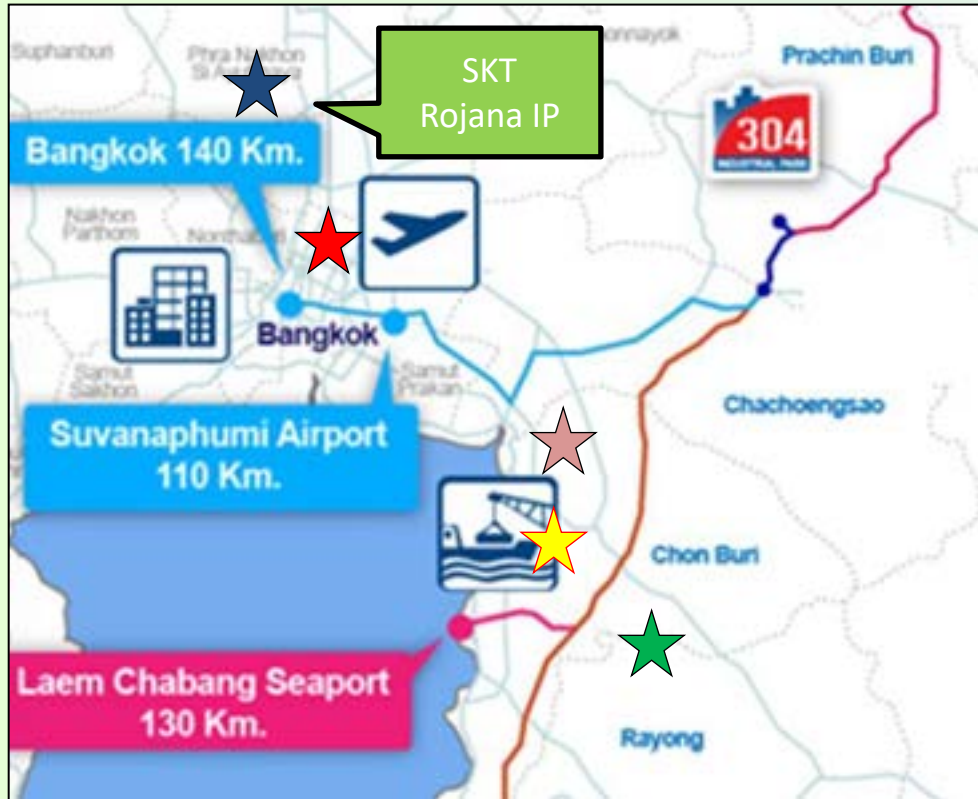 Suphanburi
Phra Nakhon
SKT
Rojana IP
Prachin Buri
304
INDUSTRIAL PARK
Bangkok 140 Km.
Nakhon
Pathom
Bangkok
Samut
Sakhon
Samut
Prakan
Suvanaphumi Airport
110 Km.
Chachoengsao
Chon Buri
Laem Chabang Seaport
130 Km.
Rayong